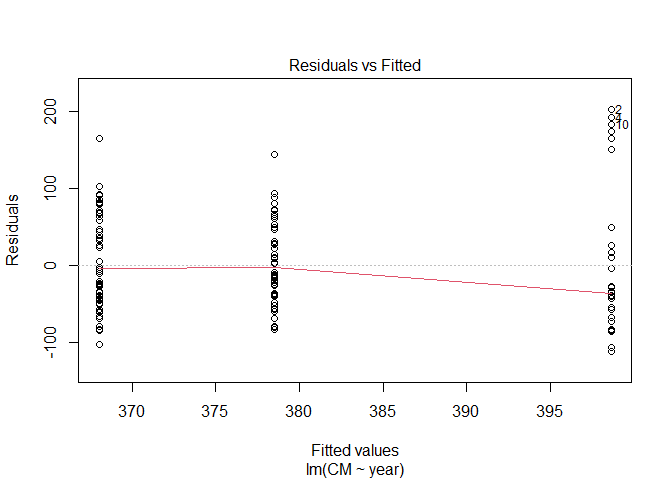 Residuals vs Fitted
200
100
0
-100
Residuals
2
4
10
370 375 380 385 390 395
Fitted values
lm(CM ~ year)